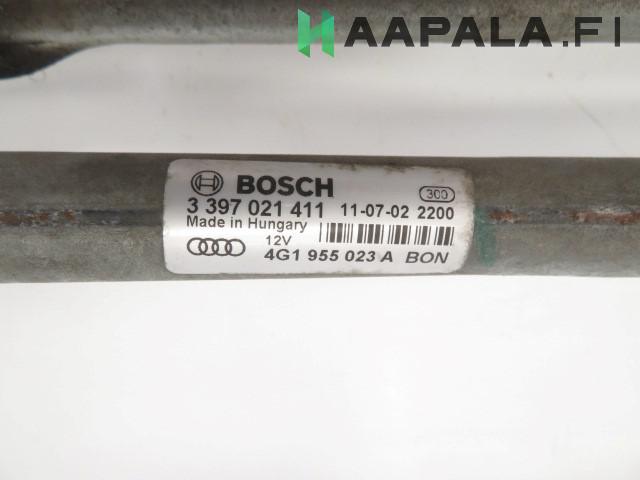 HAAPALA.FI
BOSCH 300
3 397 021 411 11-07-02 2200
Made in Hungary
12V
4G1 955 023 A BON